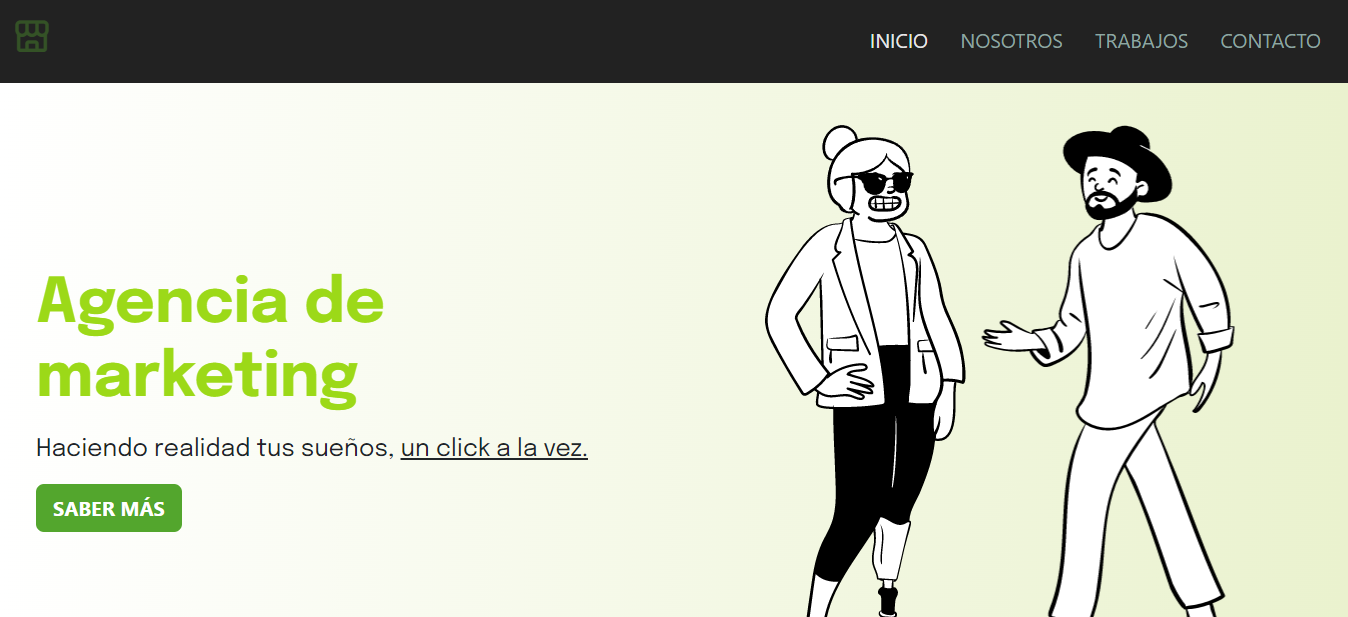 INICIO NOSOTROS TRABAJOS CONTACTO
Agencia de
marketing
Haciendo realidad tus sueños, un click a la vez.
SABER MÁS